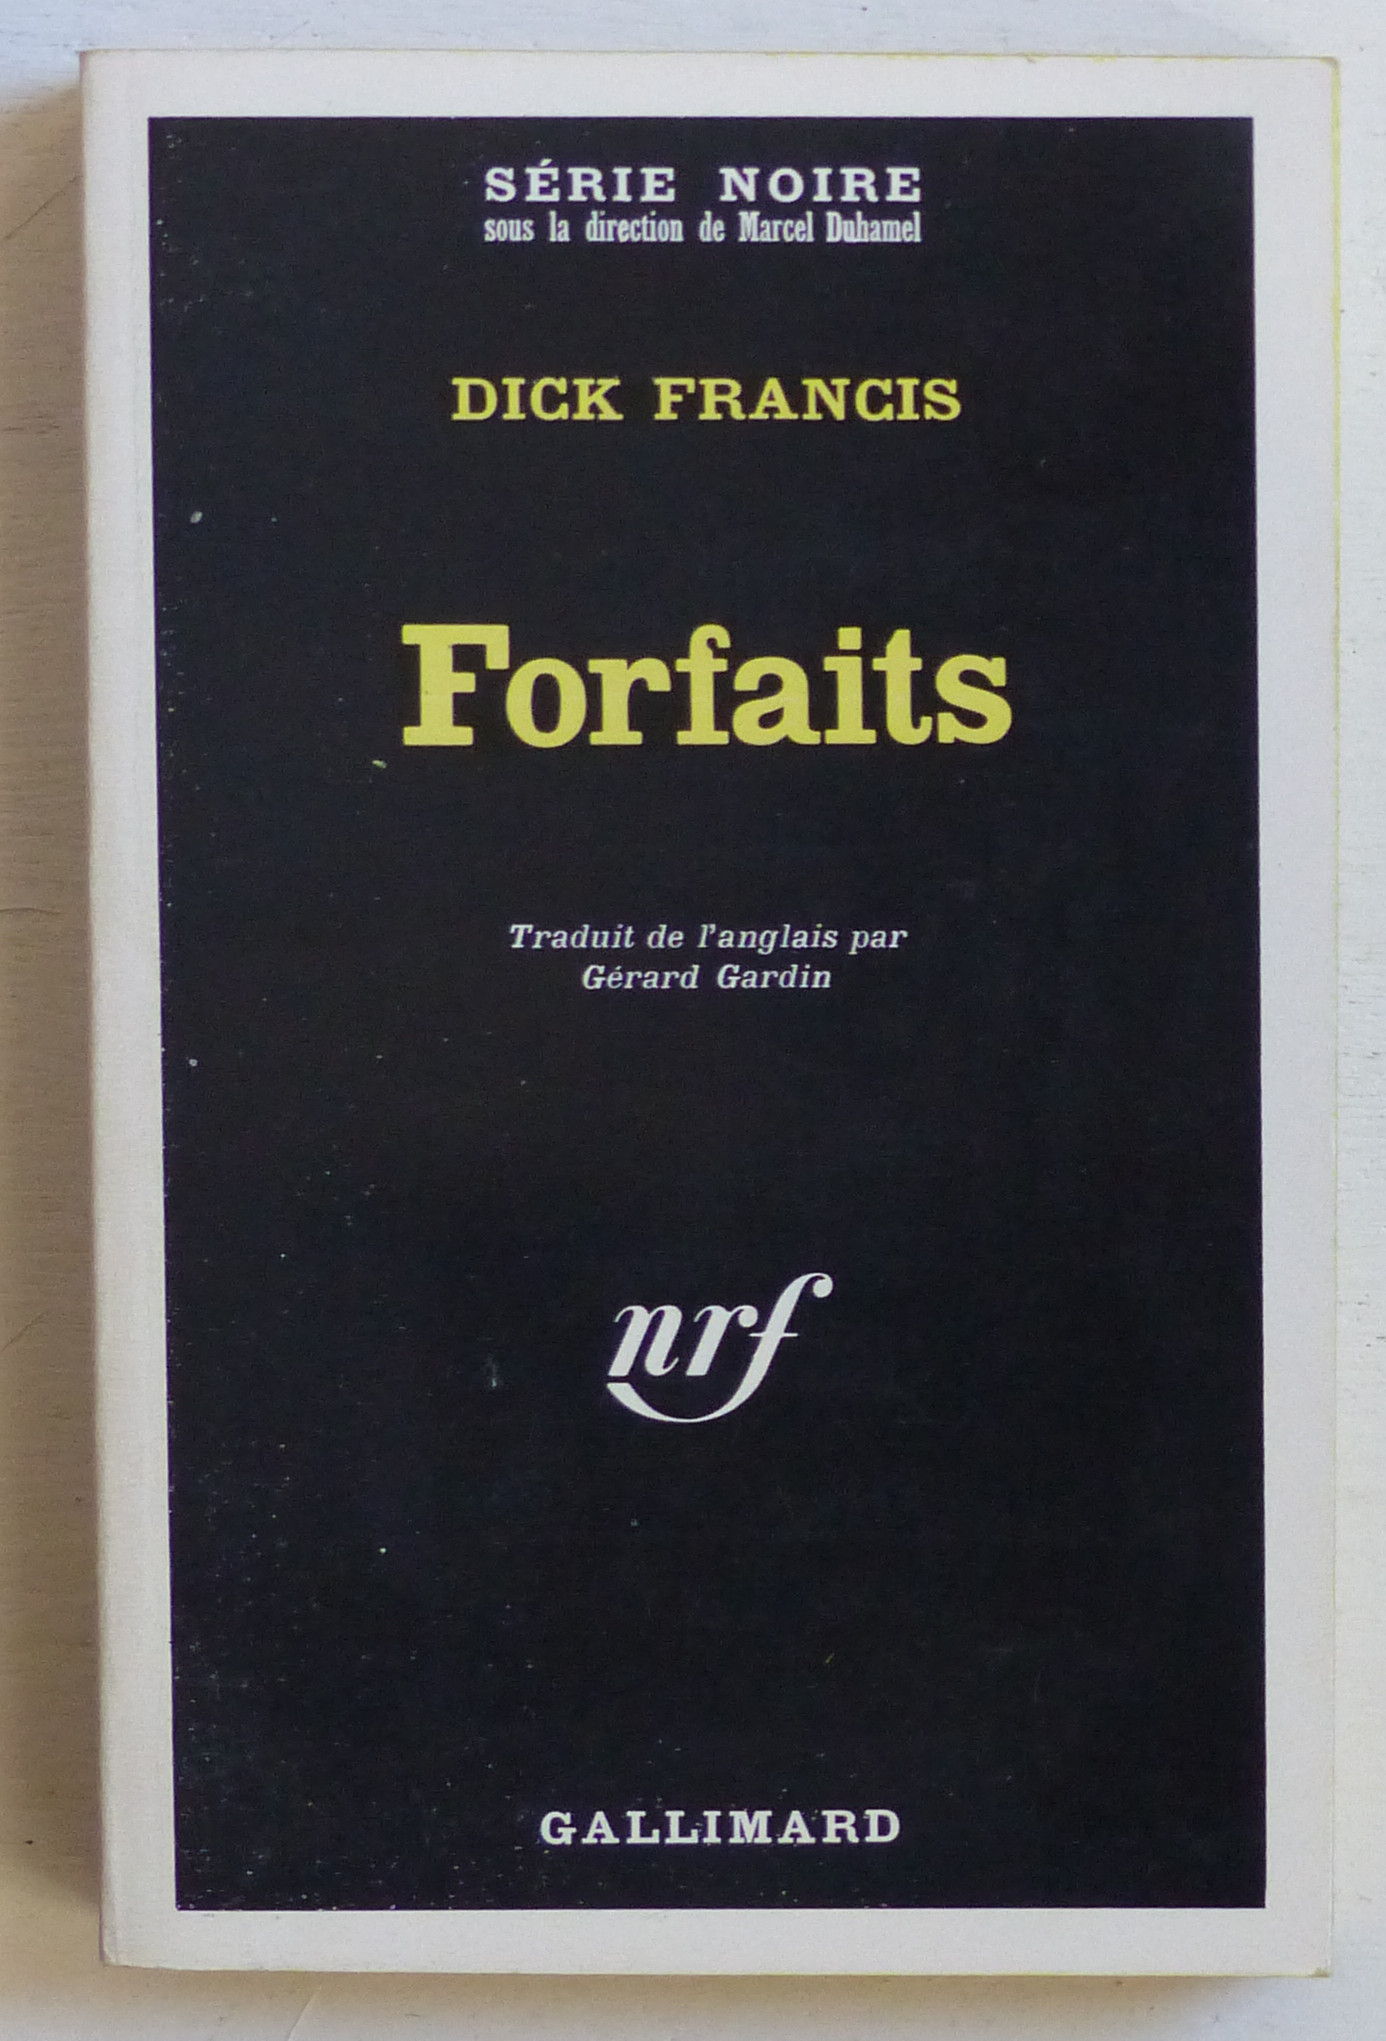 SÉRIE NOIRE
sous la direction de Marcel Duhamel
DICK FRANCIS
Forfaits
Traduit de l'anglais par
Gérard Gardin
nrf
GALLIMARD